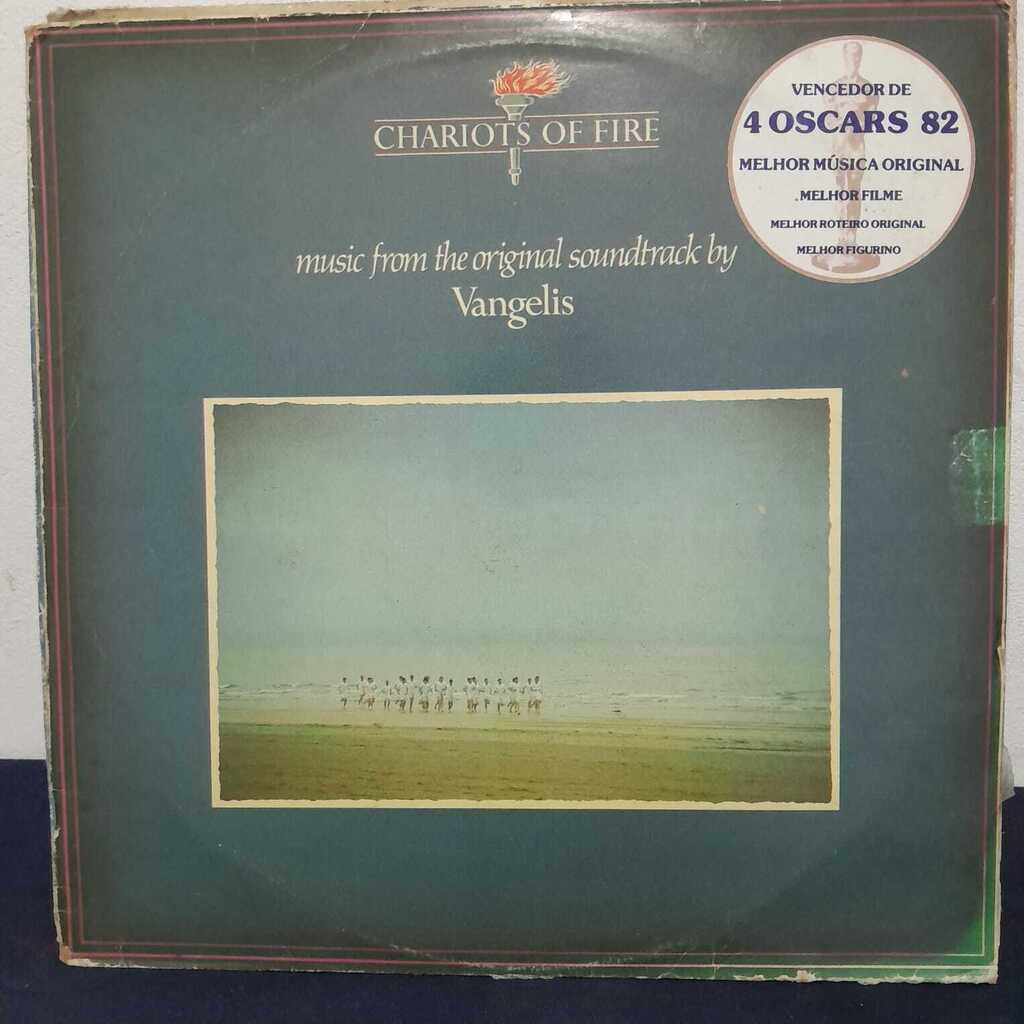 CHARIOTS OF FIRE
music from the original soundtrack by
Vangelis
VENCEDOR DE
4 OSCARS 82
MELHOR MÚSICA ORIGINAL
MELHOR FILME
MELHOR ROTEIRO ORIGINAL
MELHOR FIGURINO